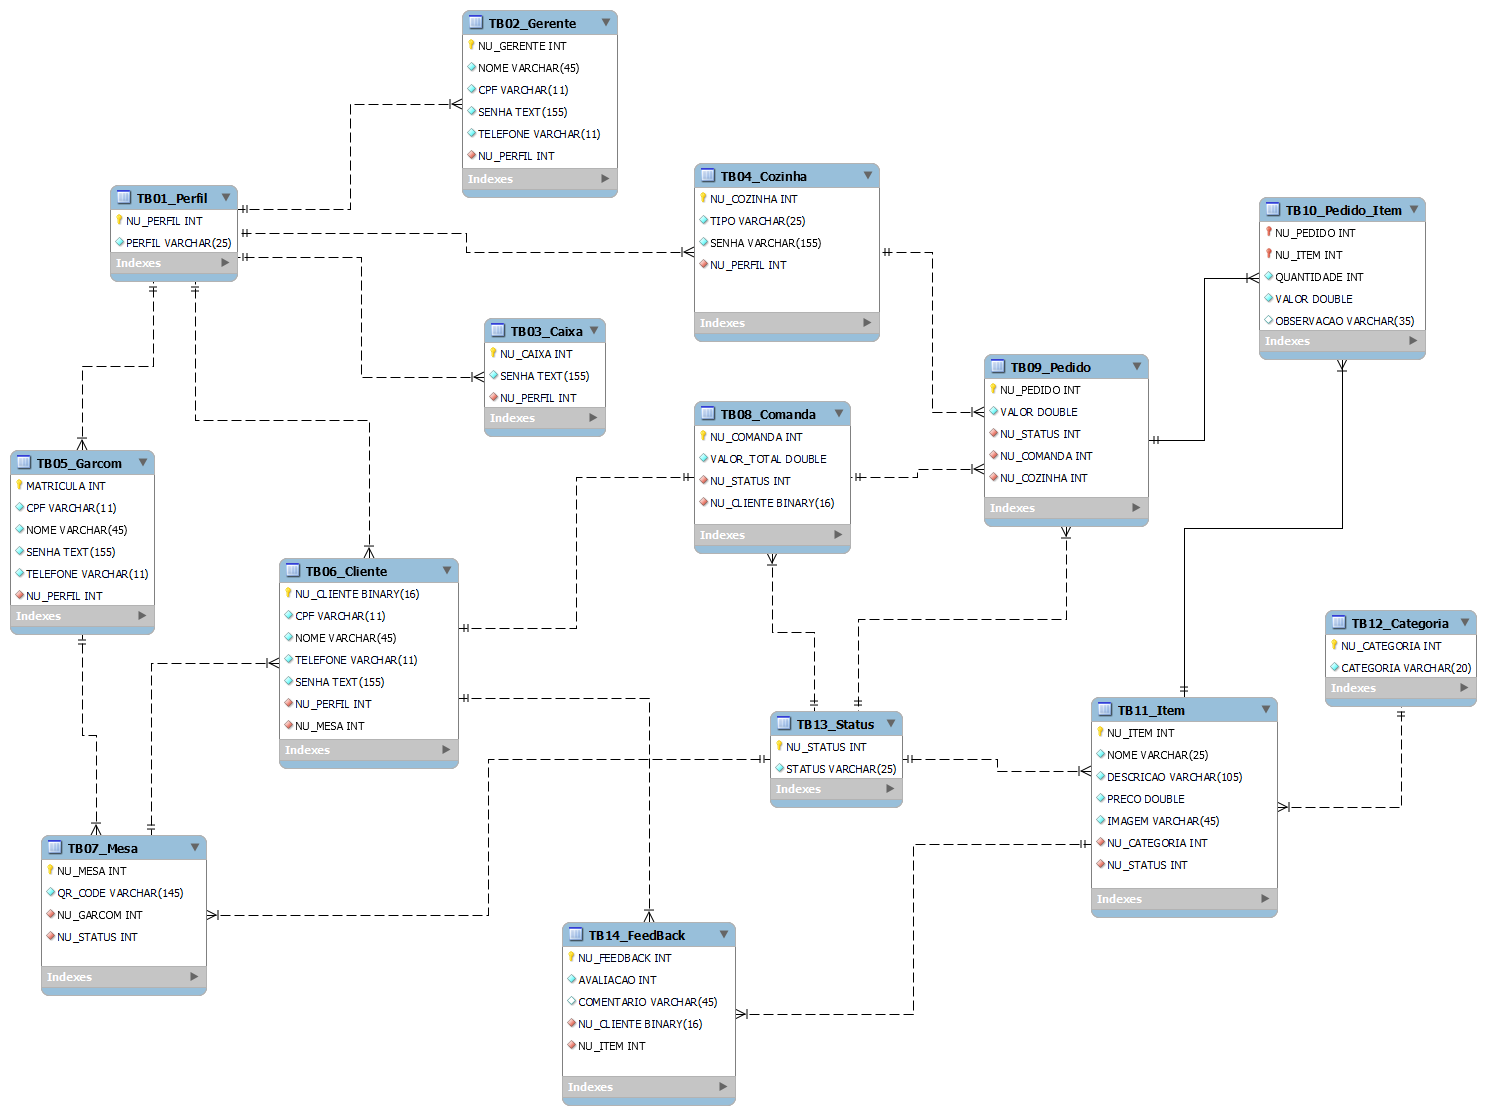 TB02_Gerente
NU_GERENTE INT
NOME VARCHAR(45)
CPF VARCHAR(11)
SENHA TEXT(155)
TELEFONE VARCHAR(11)
NU_PERFIL INT
Indexes
TB01_Perfil
NU_PERFIL INT
PERFIL VARCHAR(25)
Indexes
TB04_Cozinha
NU_COZINHA INT
TIPO VARCHAR(25)
SENHA VARCHAR(155)
NU_PERFIL INT
Indexes
TB10_Pedido_Item
NU_PEDIDO INT
NU_ITEM INT
QUANTIDADE INT
VALOR DOUBLE
OBSERVACAO VARCHAR(35)
Indexes
TB03_Caixa
NU_CAIXA INT
SENHA TEXT(155)
NU_PERFIL INT
Indexes
TB09_Pedido
NU_PEDIDO INT
VALOR DOUBLE
NU_STATUS INT
NU_COMANDA INT
NU_COZINHA INT
Indexes
TB08_Comanda
NU_COMANDA INT
VALOR_TOTAL DOUBLE
NU_STATUS INT
NU_CLIENTE BINARY(16)
Indexes
TB05_Garcom
MATRICULA INT
CPF VARCHAR(11)
NOME VARCHAR(45)
SENHA TEXT(155)
TELEFONE VARCHAR(11)
NU_PERFIL INT
Indexes
TB06_Cliente
NU_CLIENTE BINARY(16)
CPF VARCHAR(11)
NOME VARCHAR(45)
TELEFONE VARCHAR(11)
SENHA TEXT(155)
NU_PERFIL INT
NU_MESA INT
Indexes
TB12_Categoria
NU_CATEGORIA INT
CATEGORIA VARCHAR(20)
Indexes
TB13_Status
NU_STATUS INT
STATUS VARCHAR(25)
Indexes
TB11_Item
NU_ITEM INT
NOME VARCHAR(25)
DESCRICAO VARCHAR(105)
PRECO DOUBLE
IMAGEM VARCHAR(45)
NU_CATEGORIA INT
NU_STATUS INT
Indexes
TB07_Mesa
NU_MESA INT
QR_CODE VARCHAR(145)
NU_GARCOM INT
NU_STATUS INT
Indexes
TB14_FeedBack
NU_FEEDBACK INT
AVALIACAO INT
COMENTARIO VARCHAR(45)
NU_CLIENTE BINARY(16)
NU_ITEM INT
Indexes